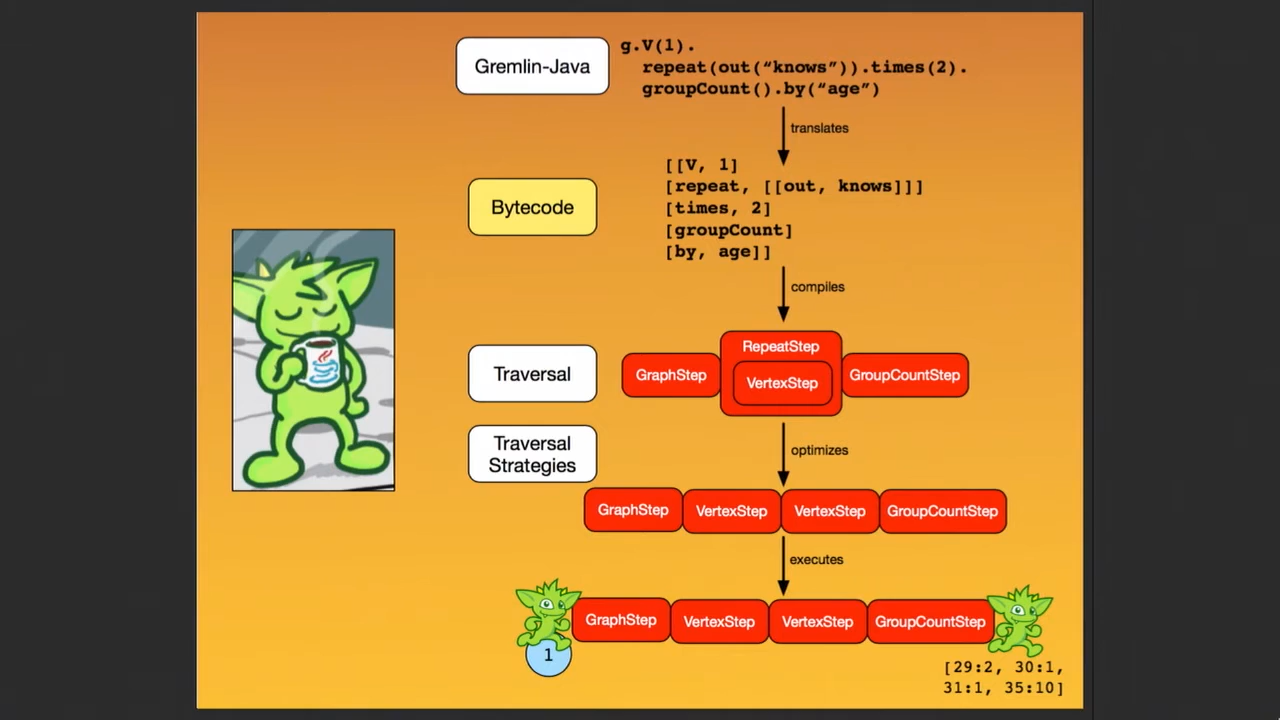 Gremlin-Java
g.V(1).
repeat(out(“knows”)).times(2).
groupCount().by(“age”)
translates
Bytecode
[[V, 1]
[repeat, [[out, knows]]]
[times, 2]
[groupCount]
[by, age]]
compiles
Traversal
GraphStep
RepeatStep
VertexStep
GroupCountStep
Traversal
Strategies
optimizes
GraphStep VertexStep VertexStep GroupCountStep
executes
GraphStep VertexStep VertexStep GroupCountStep
1
[29:2, 30:1,
31:1, 35:10]